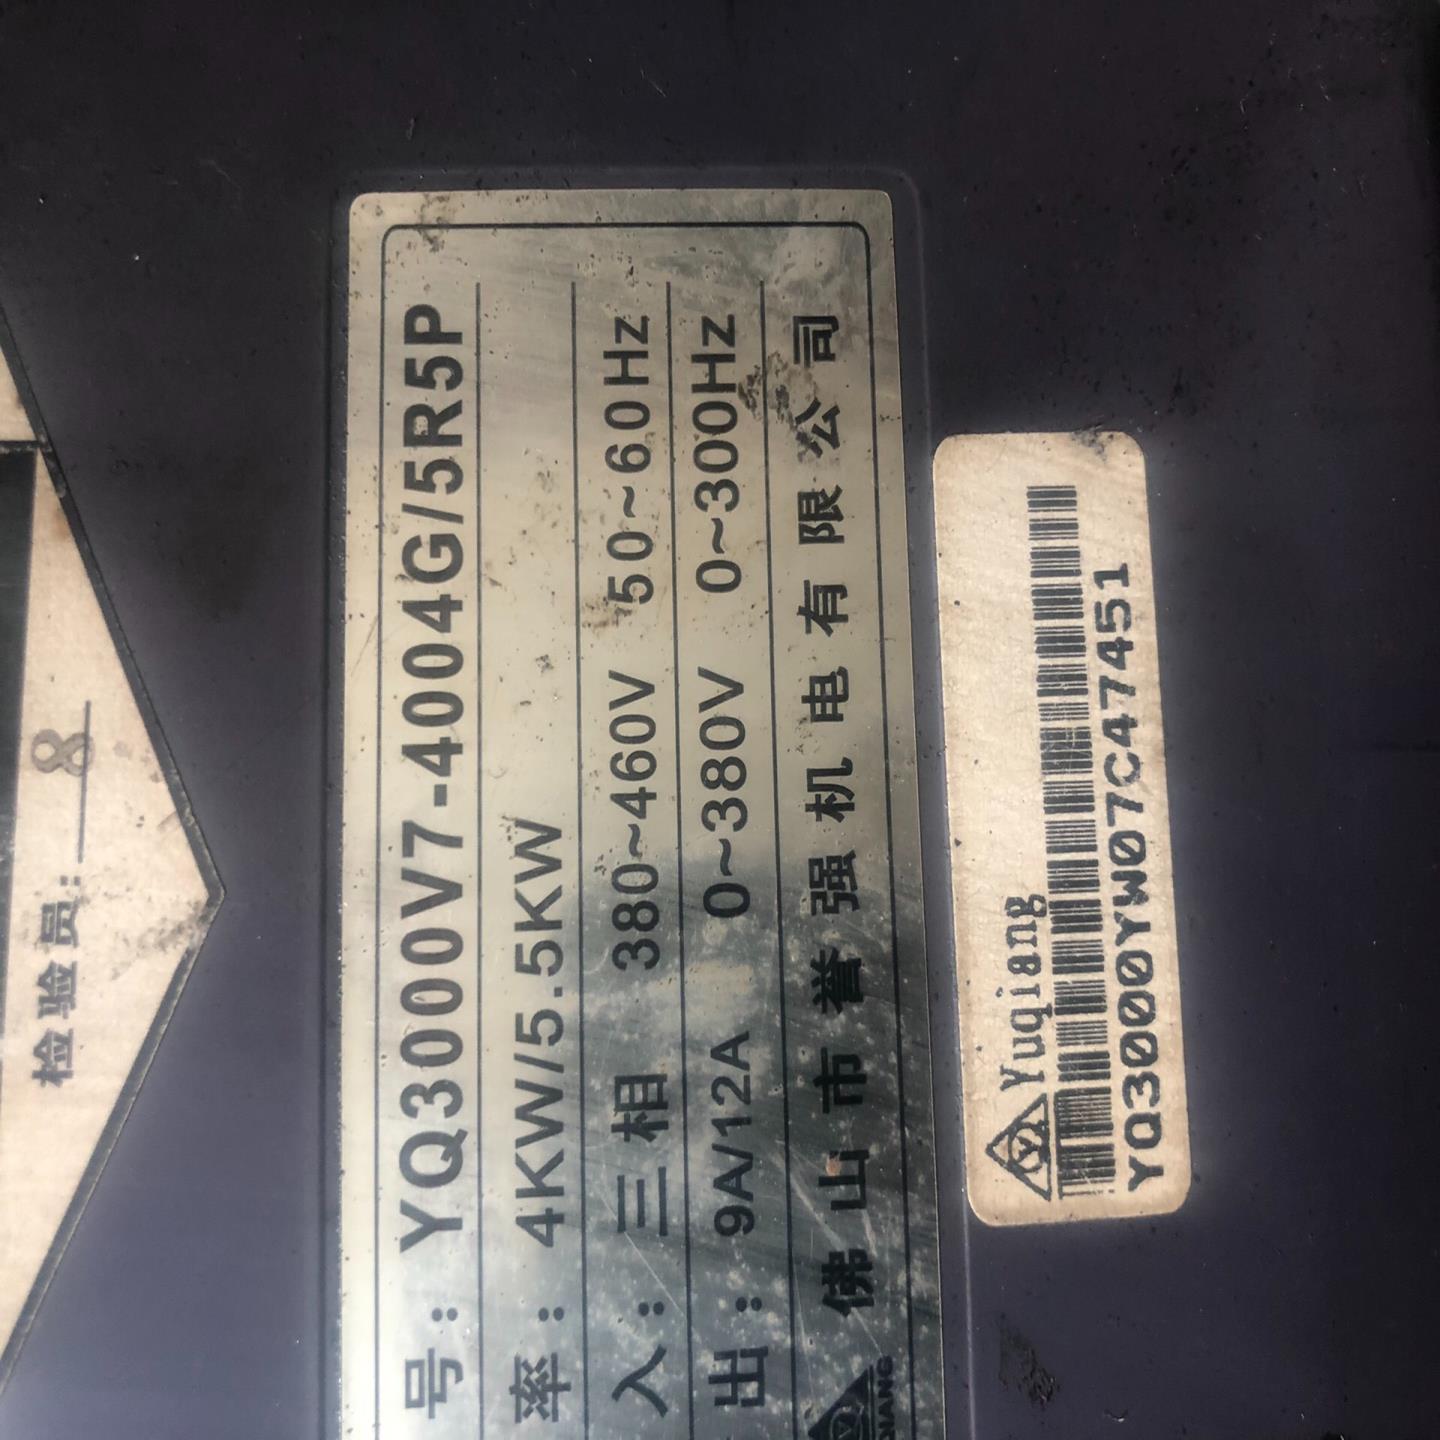 检验员: 8
号: YQ3000V7-4004G/5R5P
率: 4KW/5.5KW
入: 三相 380~460V 50~60Hz
出: 9A/12A 0~380V 0~300Hz
佛山市誉强机电有限公司
Yuqiang
YQ3000YW07C47451